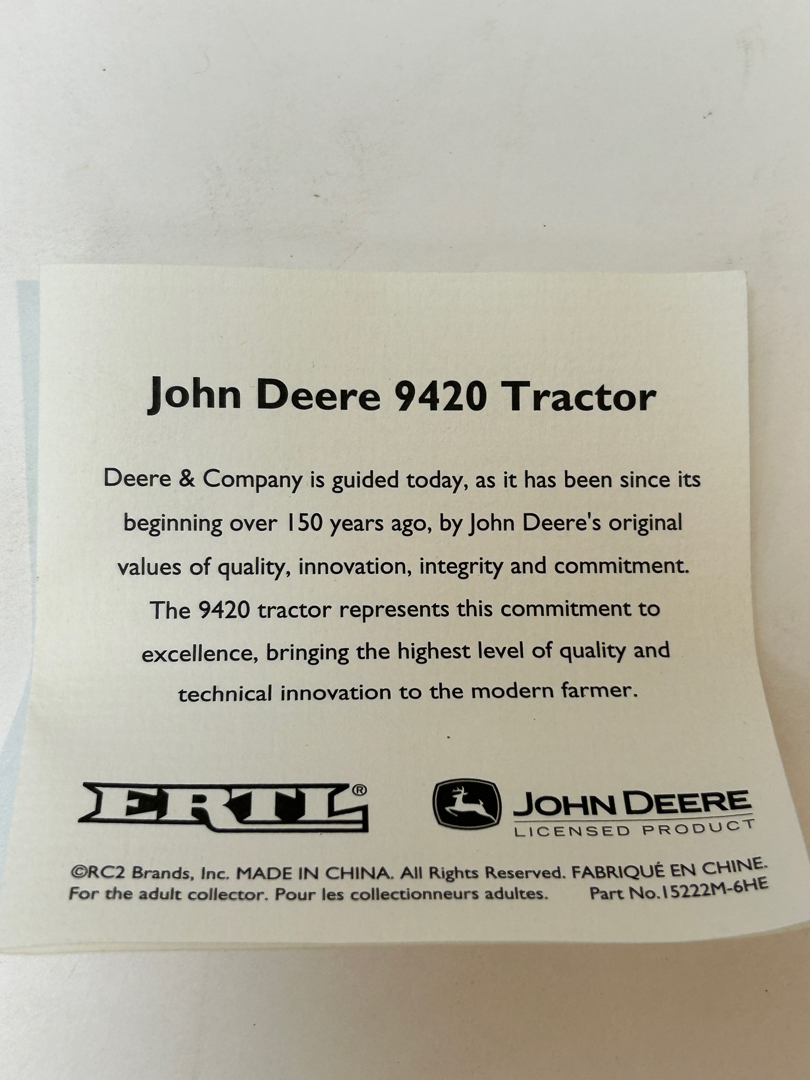 John Deere 9420 Tractor
Deere & Company is guided today, as it has been since its
beginning over 150 years ago, by John Deere's original
values of quality, innovation, integrity and commitment.
The 9420 tractor represents this commitment to
excellence, bringing the highest level of quality and
technical innovation to the modern farmer.
ERTL®
JOHN DEERE
LICENSED PRODUCT
©RC2 Brands, Inc. MADE IN CHINA. All Rights Reserved. FABRIQUÉ EN CHINE.
For the adult collector. Pour les collectionneurs adultes. Part No.15222M-6HE